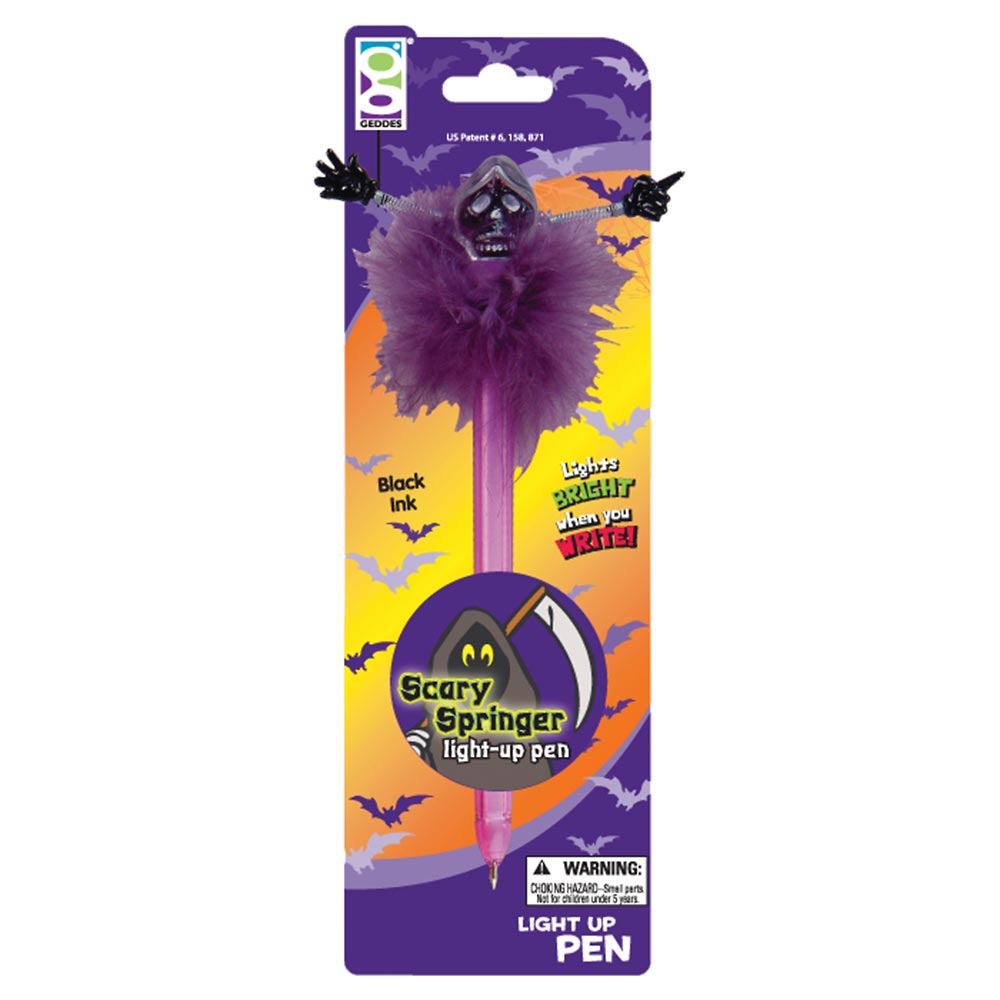 GEDDES
US Patent # 6, 158, 871
Black
Ink
Lights
BRIGHT
when you
WRITE!
Scary
Springer
light-up pen
WARNING:
CHOKING HAZARD--Small parts
Not for children under 5 years.
LIGHT UP
PEN